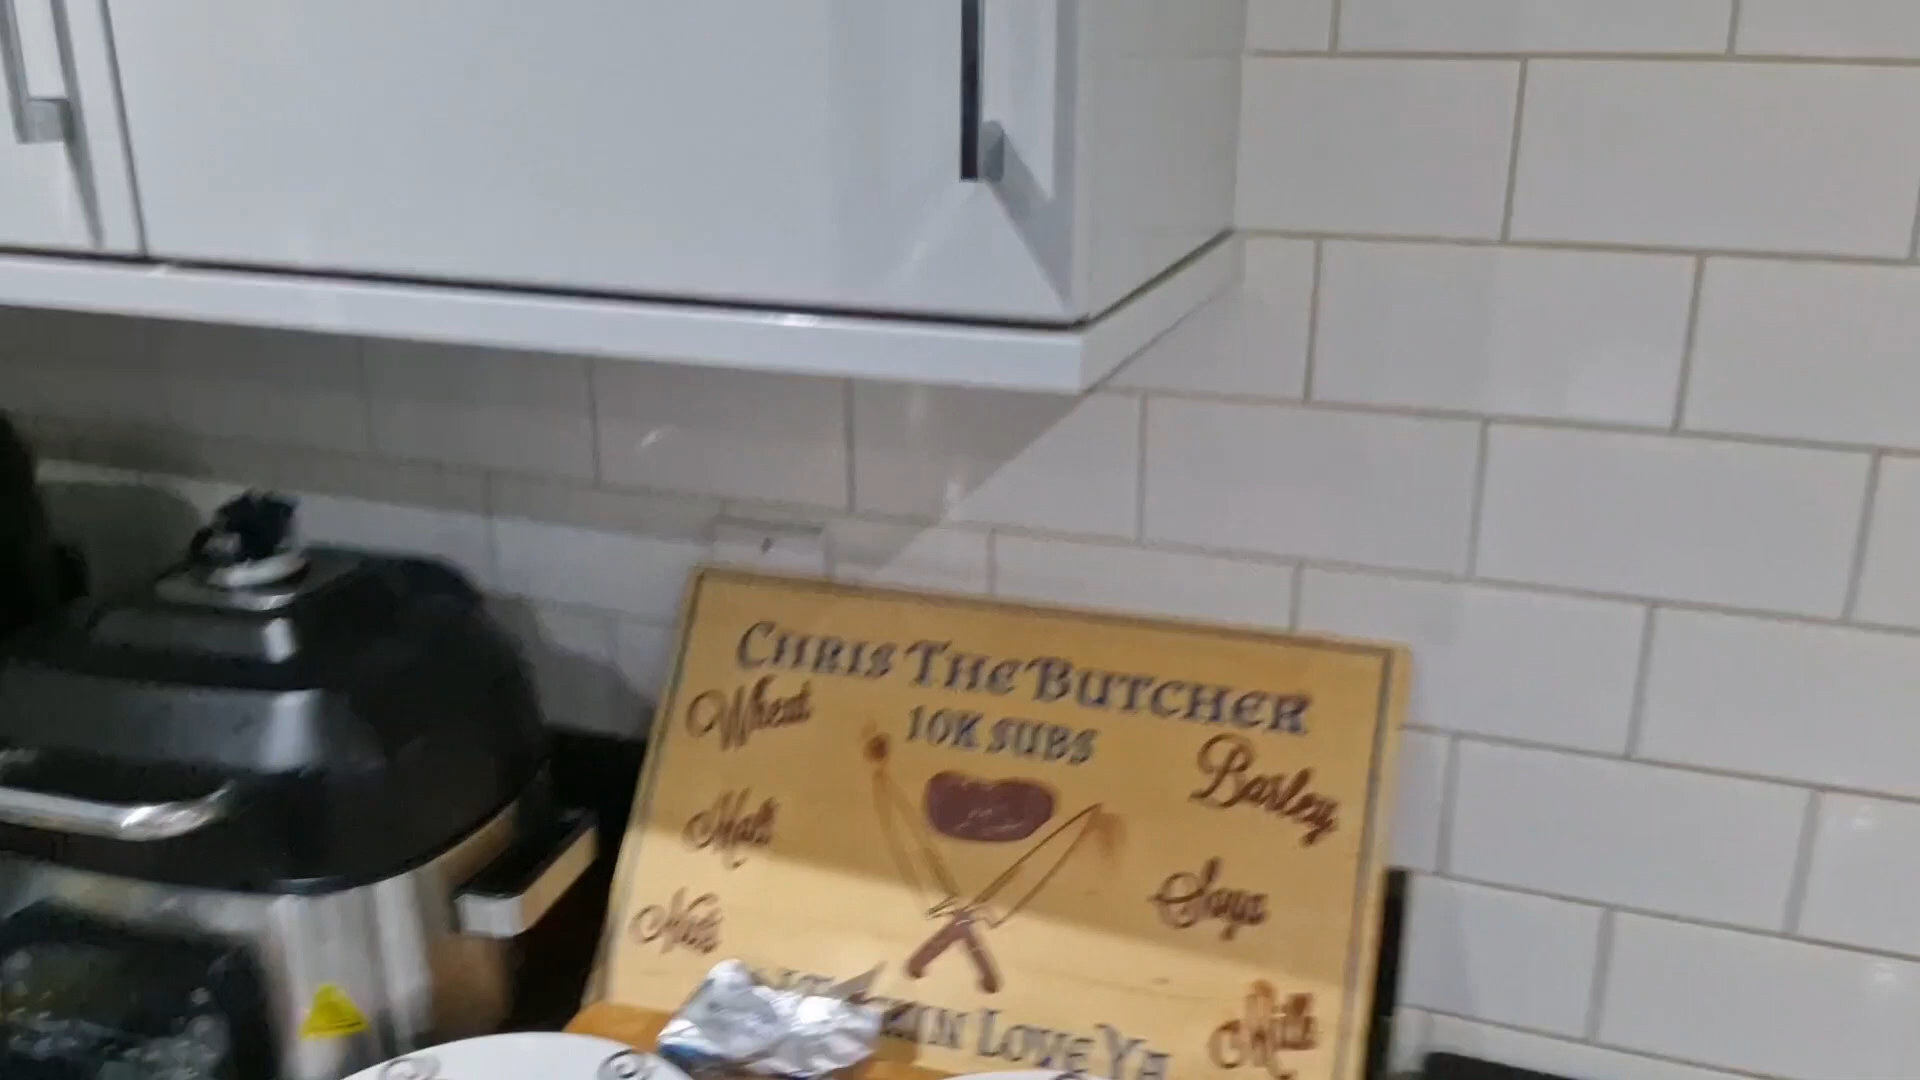 CHRIS THE BUTCHER
10K SUBS
Wheat
Barley
Malt
Soya
Nuts
Milk
LOVE YA